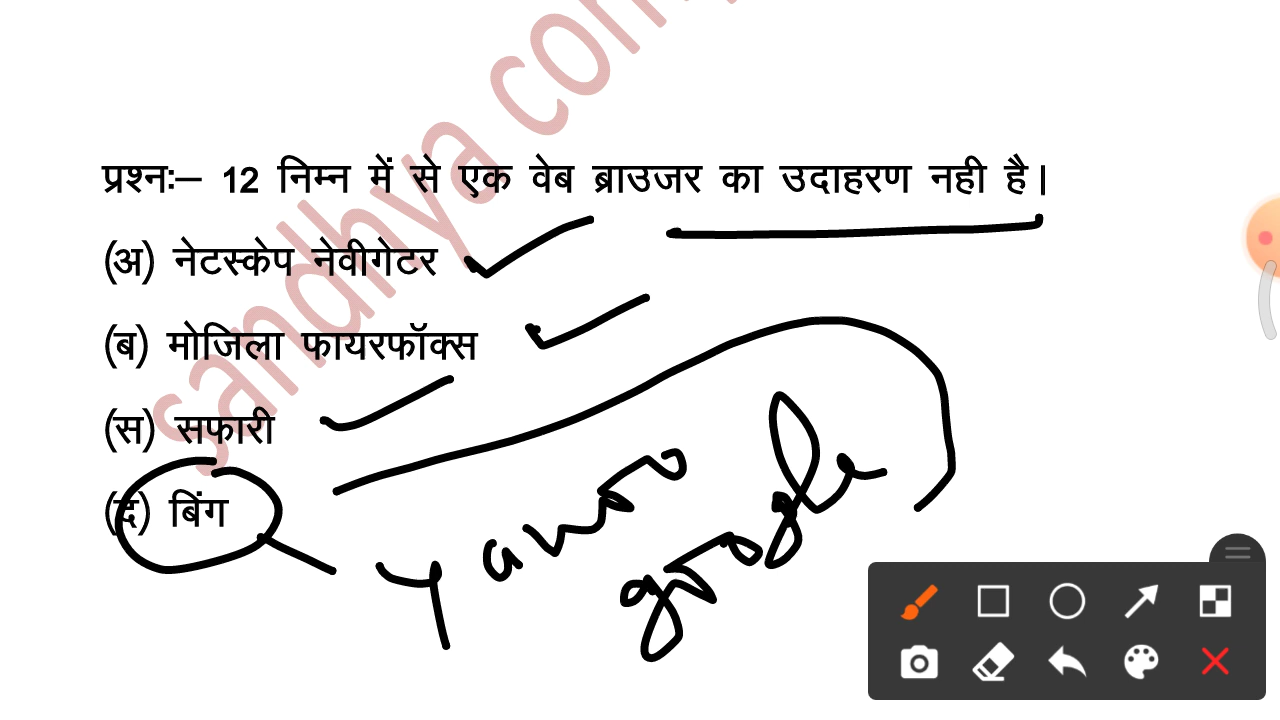 sandhya com
प्रश्नः– 12 निम्न में से एक वेब ब्राउजर का उदाहरण नही है।
(अ) नेटस्केप नेवीगेटर
(ब) मोजिला फायरफॉक्स
(स) सफारी
(द) बिंग
yahoo
google